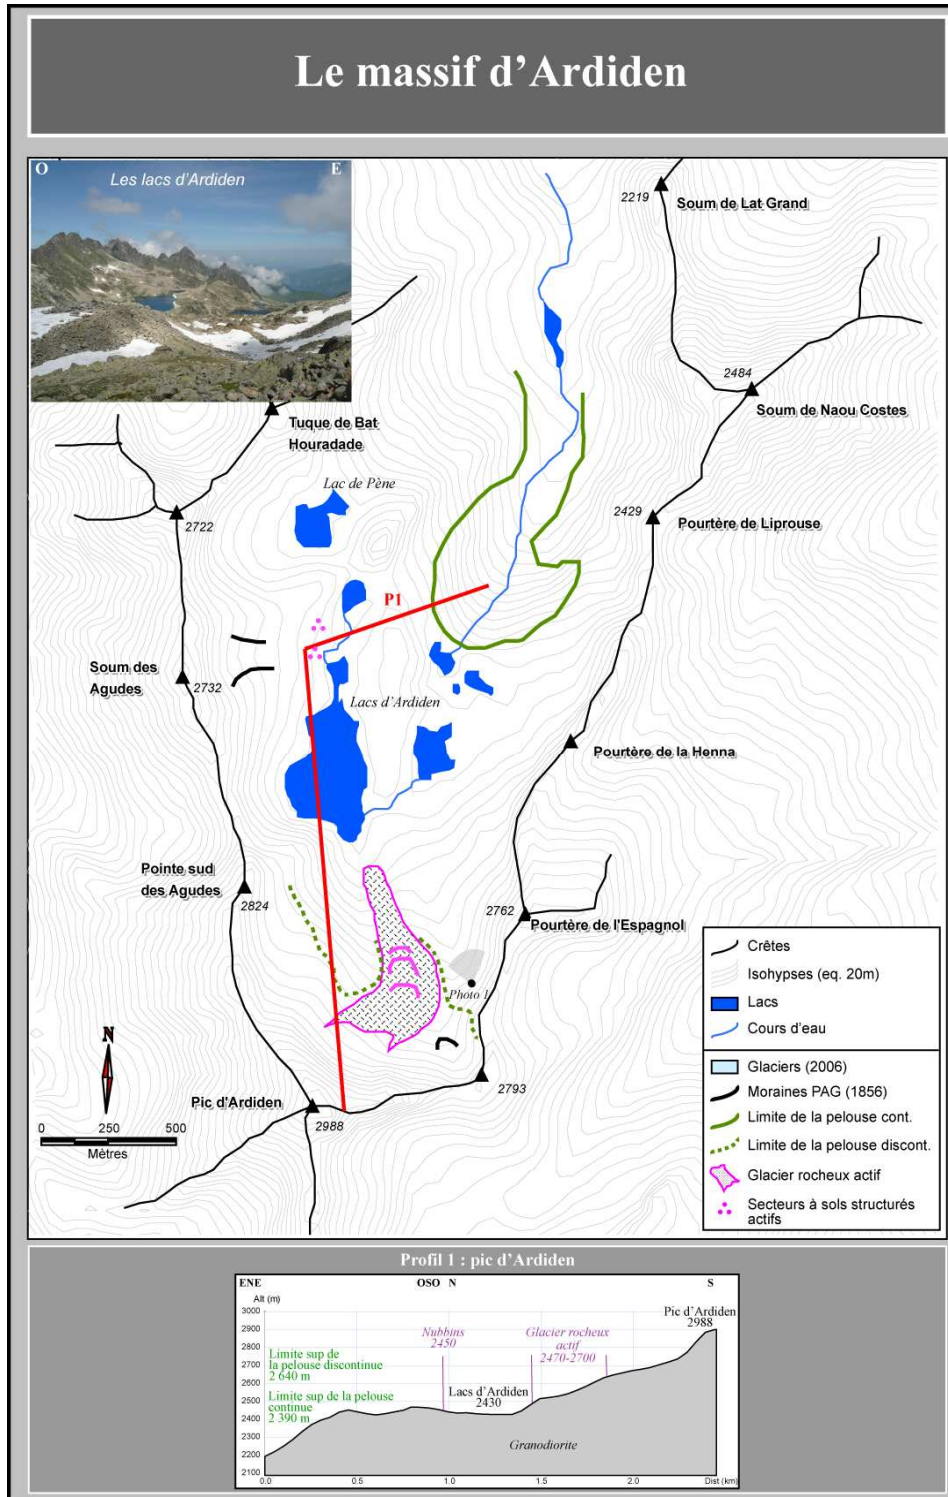 Le massif d'Ardiden
O
E
Les lacs d'Ardiden
2219
Soum de Lat Grand
2484
Soum de Naou Costes
Tuque de Bat
Houradade
Lac de Pène
2722
2429
Pourtère de Liprouse
P1
Soum des
Agudes
2732
Lacs d'Ardiden
Pourtère de la Henna
Pointe sud
des Agudes
2824
2762
Pourtère de l'Espagnol
Photo 1
N
Pic d'Ardiden
2988
2793
0 250 500
Mètres
Crêtes
Isohypses (eq. 20m)
Lacs
Cours d'eau
Glaciers (2006)
Moraines PAG (1856)
Limite de la pelouse cont.
Limite de la pelouse discont.
Glacier rocheux actif
Secteurs à sols structurés
actifs
Profil 1 : pic d'Ardiden
ENE
OSO N
S
Alt (m)
3000
2900
2800
2700
2600
2500
2400
2300
2200
2100
Pic d'Ardiden
2988
Nubbins
2450
Glacier rocheux
actif
2470-2700
Limite sup de
la pelouse discontinue
2 640 m
Limite sup de la pelouse
continue
2 390 m
Lacs d'Ardiden
2430
Granodiorite
0.0 0.5 1.0 1.5 2.0 Dist (km)